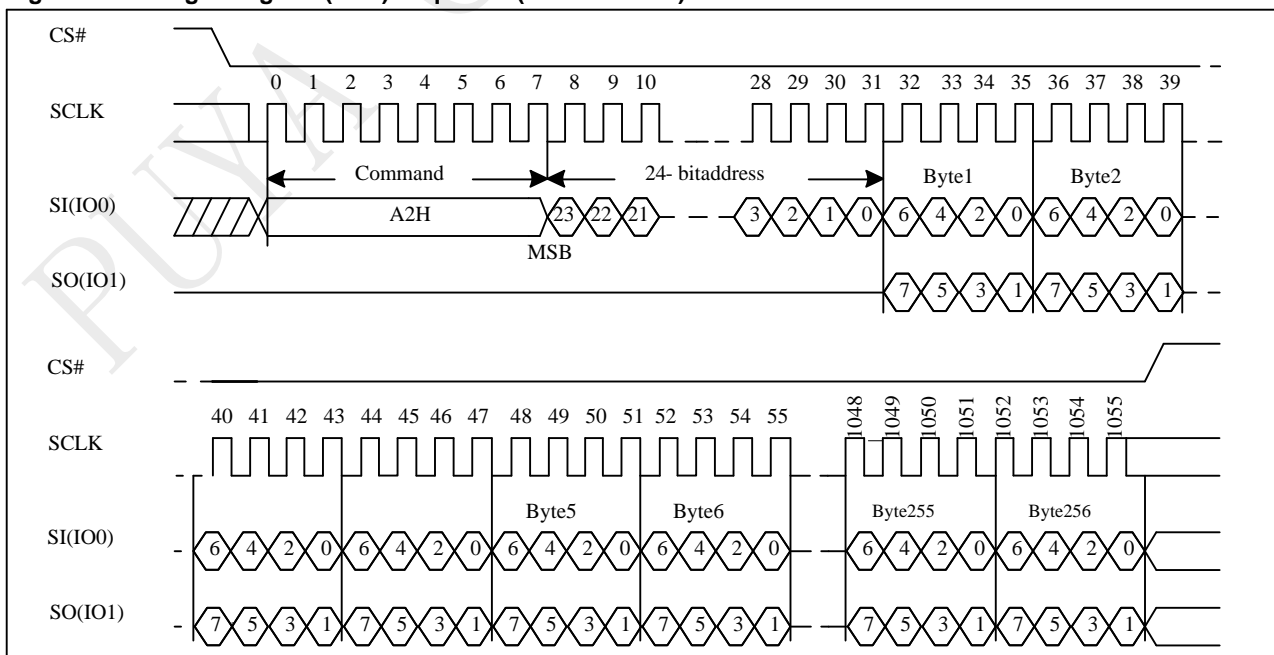 CS#
0 1 2 3 4 5 6 7 8 9 10 28 29 30 31 32 33 34 35 36 37 38 39
SCLK
Command 24- bitaddress Byte1 Byte2
SI(IO0) A2H 23 22 21 3 2 1 0 6 4 2 0 6 4 2 0
MSB
SO(IO1) 7 5 3 1 7 5 3 1
CS#
40 41 42 43 44 45 46 47 48 49 50 51 52 53 54 55 1048 1049 1050 1051 1052 1053 1054 1055
SCLK
Byte5 Byte6 Byte255 Byte256
SI(IO0) 6 4 2 0 6 4 2 0 6 4 2 0 6 4 2 0 6 4 2 0 6 4 2 0
SO(IO1) 7 5 3 1 7 5 3 1 7 5 3 1 7 5 3 1 7 5 3 1 7 5 3 1
PUYA